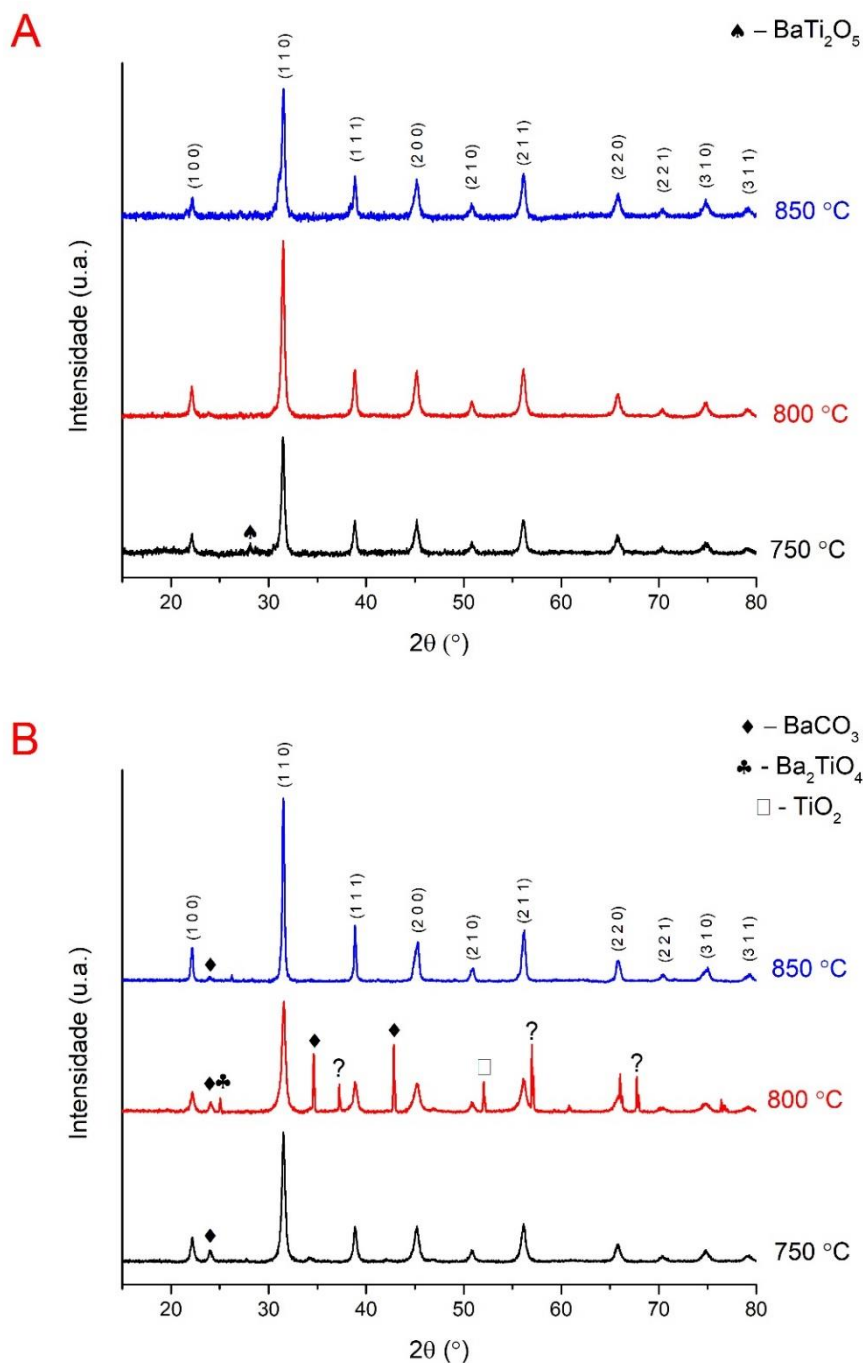 A
♠ – BaTi₂O₅
(1 0 0)
(1 1 0)
(1 1 1)
(2 0 0)
(2 1 0)
(2 1 1)
(2 2 0)
(2 2 1)
(3 1 0)
(3 1 1)
850 °C
800 °C
♠
750 °C
Intensidade (u.a.)
20 30 40 50 60 70 80
2θ (°)
B
♦ – BaCO₃
♣ - Ba₂TiO₄
□ - TiO₂
(1 0 0)
(1 1 0)
(1 1 1)
(2 0 0)
(2 1 0)
(2 1 1)
(2 2 0)
(2 2 1)
(3 1 0)
(3 1 1)
♦
850 °C
♦ ♣ ♦ ? ♦ □ ? ?
800 °C
♦
750 °C
Intensidade (u.a.)
20 30 40 50 60 70 80
2θ (°)